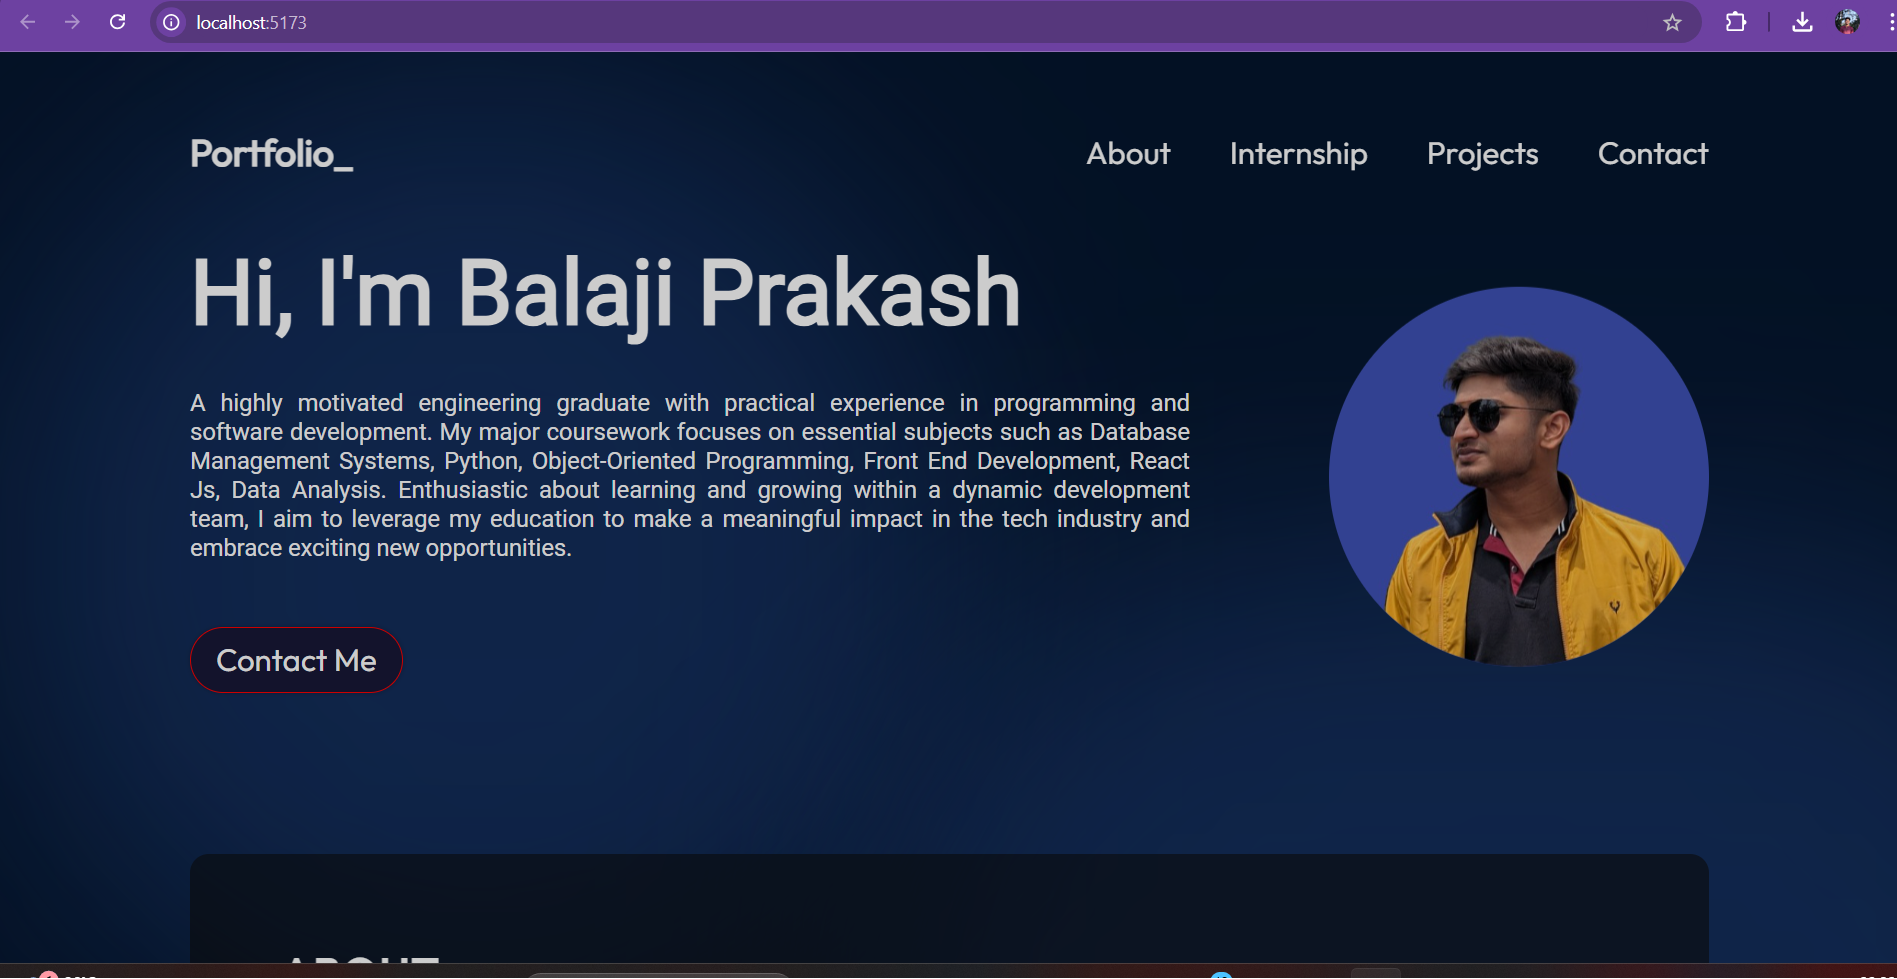 localhost:5173
Portfolio_
About Internship Projects Contact
Hi, I'm Balaji Prakash
A highly motivated engineering graduate with practical experience in programming and
software development. My major coursework focuses on essential subjects such as Database
Management Systems, Python, Object-Oriented Programming, Front End Development, React
Js, Data Analysis. Enthusiastic about learning and growing within a dynamic development
team, I aim to leverage my education to make a meaningful impact in the tech industry and
embrace exciting new opportunities.
Contact Me
ABOUT